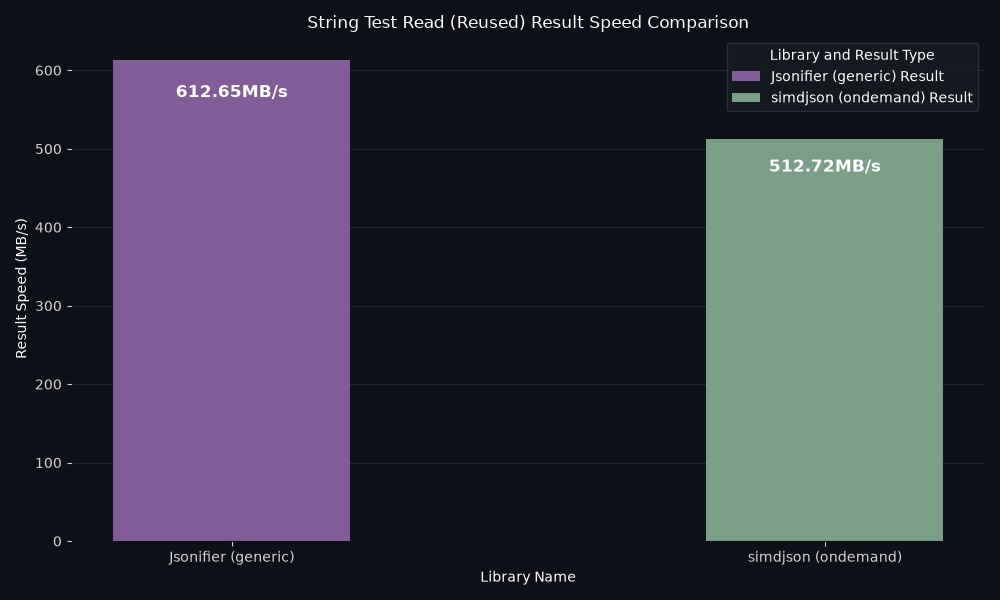 String Test Read (Reused) Result Speed Comparison
Library and Result Type
Jsonifier (generic) Result
simdjson (ondemand) Result
612.65MB/s
512.72MB/s
Result Speed (MB/s)
600
500
400
300
200
100
0
Jsonifier (generic)
simdjson (ondemand)
Library Name